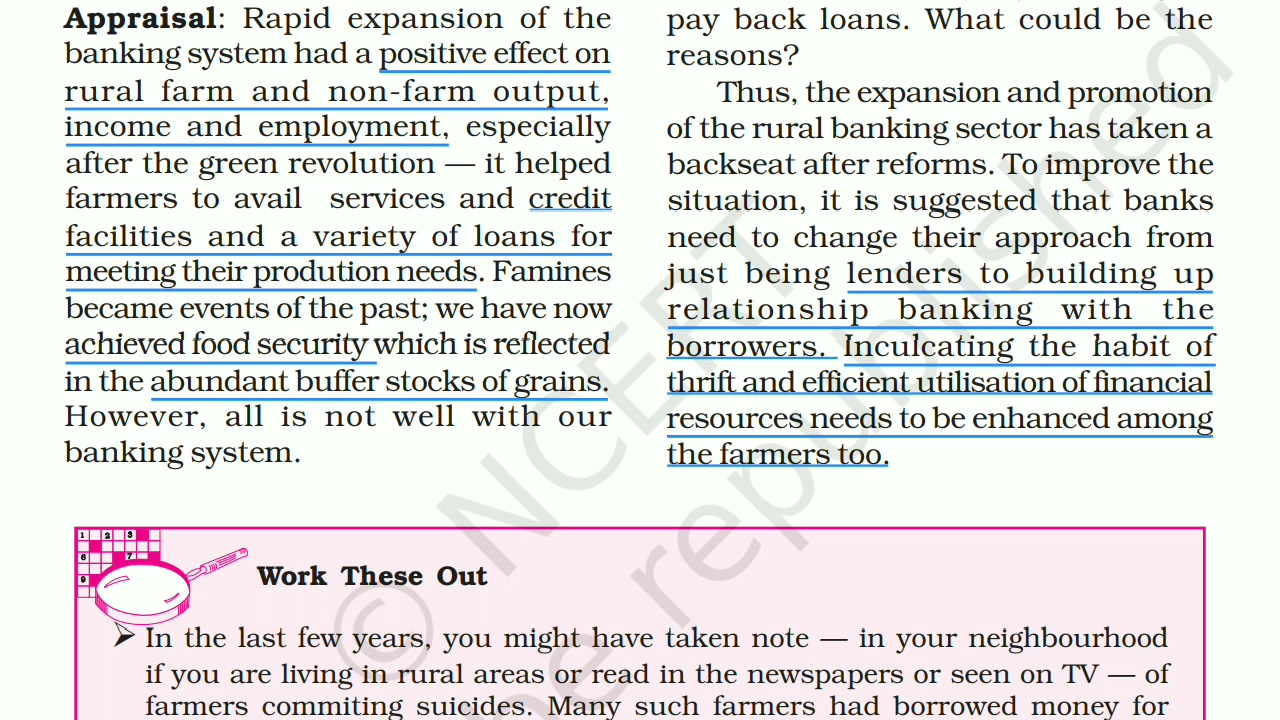 Appraisal: Rapid expansion of the
banking system had a positive effect on
rural farm and non-farm output,
income and employment, especially
after the green revolution — it helped
farmers to avail services and credit
facilities and a variety of loans for
meeting their prodution needs. Famines
became events of the past; we have now
achieved food security which is reflected
in the abundant buffer stocks of grains.
However, all is not well with our
banking system.
pay back loans. What could be the
reasons?
Thus, the expansion and promotion
of the rural banking sector has taken a
backseat after reforms. To improve the
situation, it is suggested that banks
need to change their approach from
just being lenders to building up
relationship banking with the
borrowers. Inculcating the habit of
thrift and efficient utilisation of financial
resources needs to be enhanced among
the farmers too.
1 2 3
6 7
9
Work These Out
➤ In the last few years, you might have taken note — in your neighbourhood
if you are living in rural areas or read in the newspapers or seen on TV — of
farmers commiting suicides. Many such farmers had borrowed money for
© NCERT
be republished